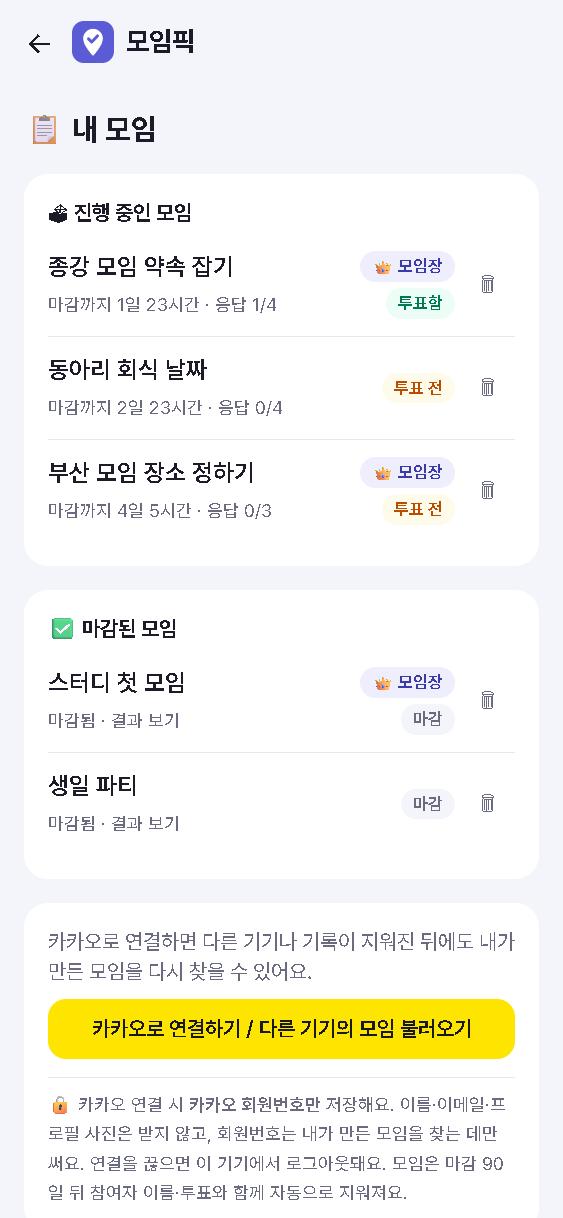 모임픽
내 모임
진행 중인 모임
종강 모임 약속 잡기
모임장
마감까지 1일 23시간 · 응답 1/4
투표함
동아리 회식 날짜
마감까지 2일 23시간 · 응답 0/4
투표 전
부산 모임 장소 정하기
모임장
마감까지 4일 5시간 · 응답 0/3
투표 전
마감된 모임
스터디 첫 모임
모임장
마감됨 · 결과 보기
마감
생일 파티
마감됨 · 결과 보기
마감
카카오로 연결하면 다른 기기나 기록이 지워진 뒤에도 내가
만든 모임을 다시 찾을 수 있어요.
카카오로 연결하기 / 다른 기기의 모임 불러오기
카카오 연결 시 카카오 회원번호만 저장해요. 이름·이메일·프
로필 사진은 받지 않고, 회원번호는 내가 만든 모임을 찾는 데만
써요. 연결을 끊으면 이 기기에서 로그아웃돼요. 모임은 마감 90
일 뒤 참여자 이름·투표와 함께 자동으로 지워져요.